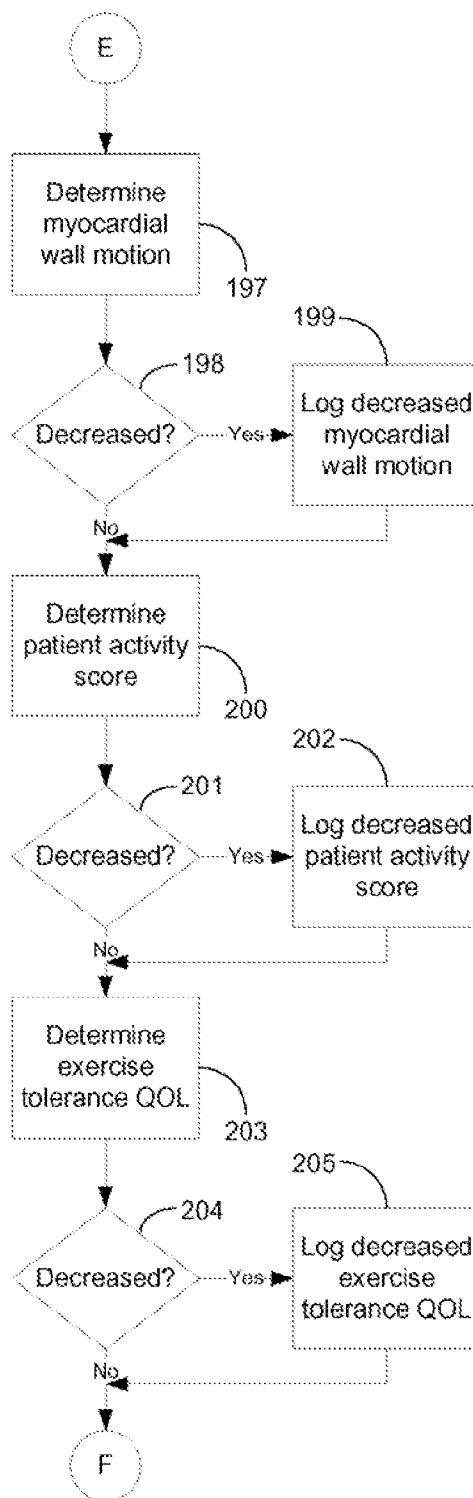 E
Determine
myocardial
wall motion
197
198
199
Decreased?
Yes
Log decreased
myocardial
wall motion
No
Determine
patient activity
score
200
201
202
Decreased?
Yes
Log decreased
patient activity
score
No
Determine
exercise
tolerance QOL
203
204
205
Decreased?
Yes
Log decreased
exercise
tolerance QOL
No
F